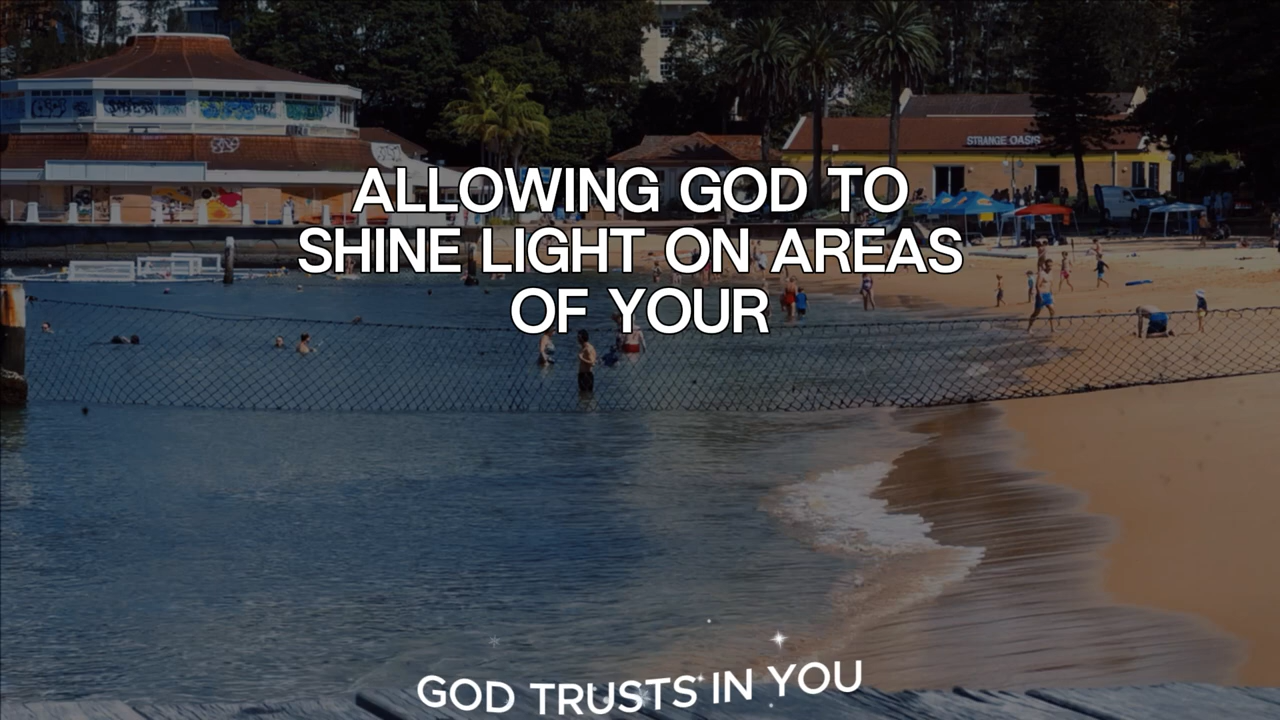 STRANGE OASIS
ALLOWING GOD TO
SHINE LIGHT ON AREAS
OF YOUR
GOD TRUSTS IN YOU